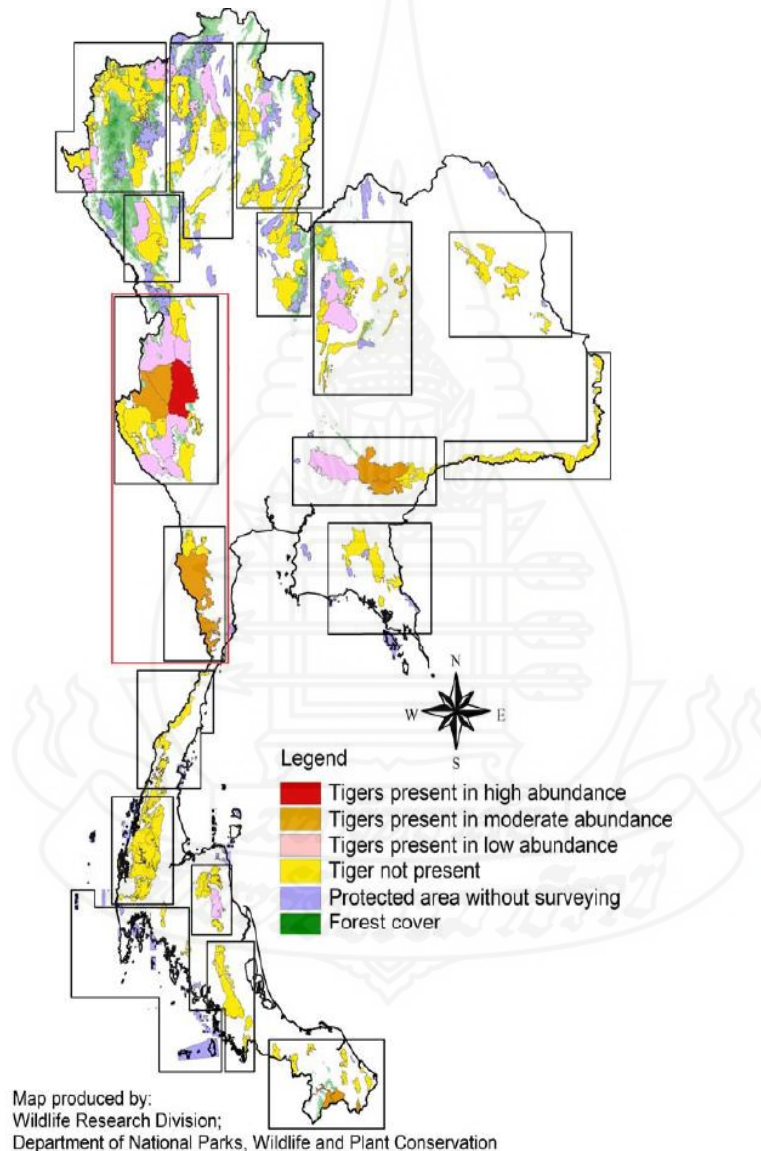 N
W E
S
Legend
Tigers present in high abundance
Tigers present in moderate abundance
Tigers present in low abundance
Tiger not present
Protected area without surveying
Forest cover
Map produced by:
Wildlife Research Division;
Department of National Parks, Wildlife and Plant Conservation